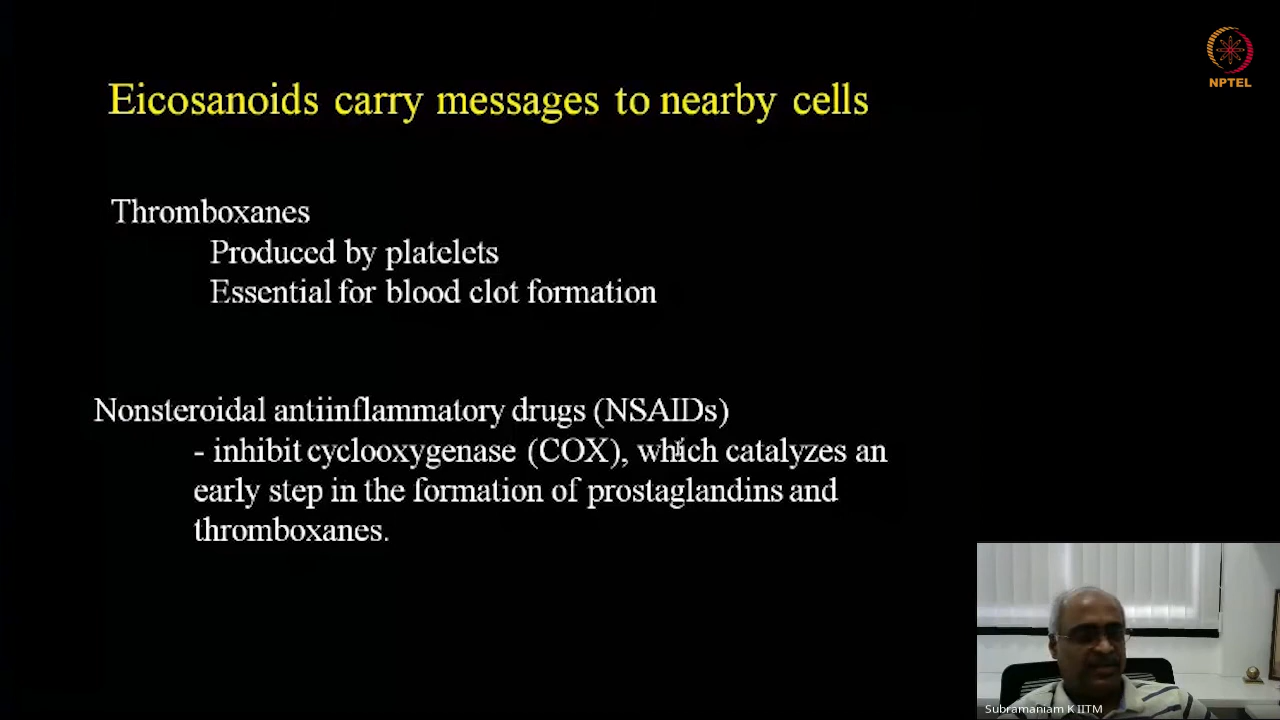 NPTEL
Eicosanoids carry messages to nearby cells
Thromboxanes
Produced by platelets
Essential for blood clot formation
Nonsteroidal antiinflammatory drugs (NSAIDs)
- inhibit cyclooxygenase (COX), which catalyzes an
early step in the formation of prostaglandins and
thromboxanes.
Subramaniam K IITM